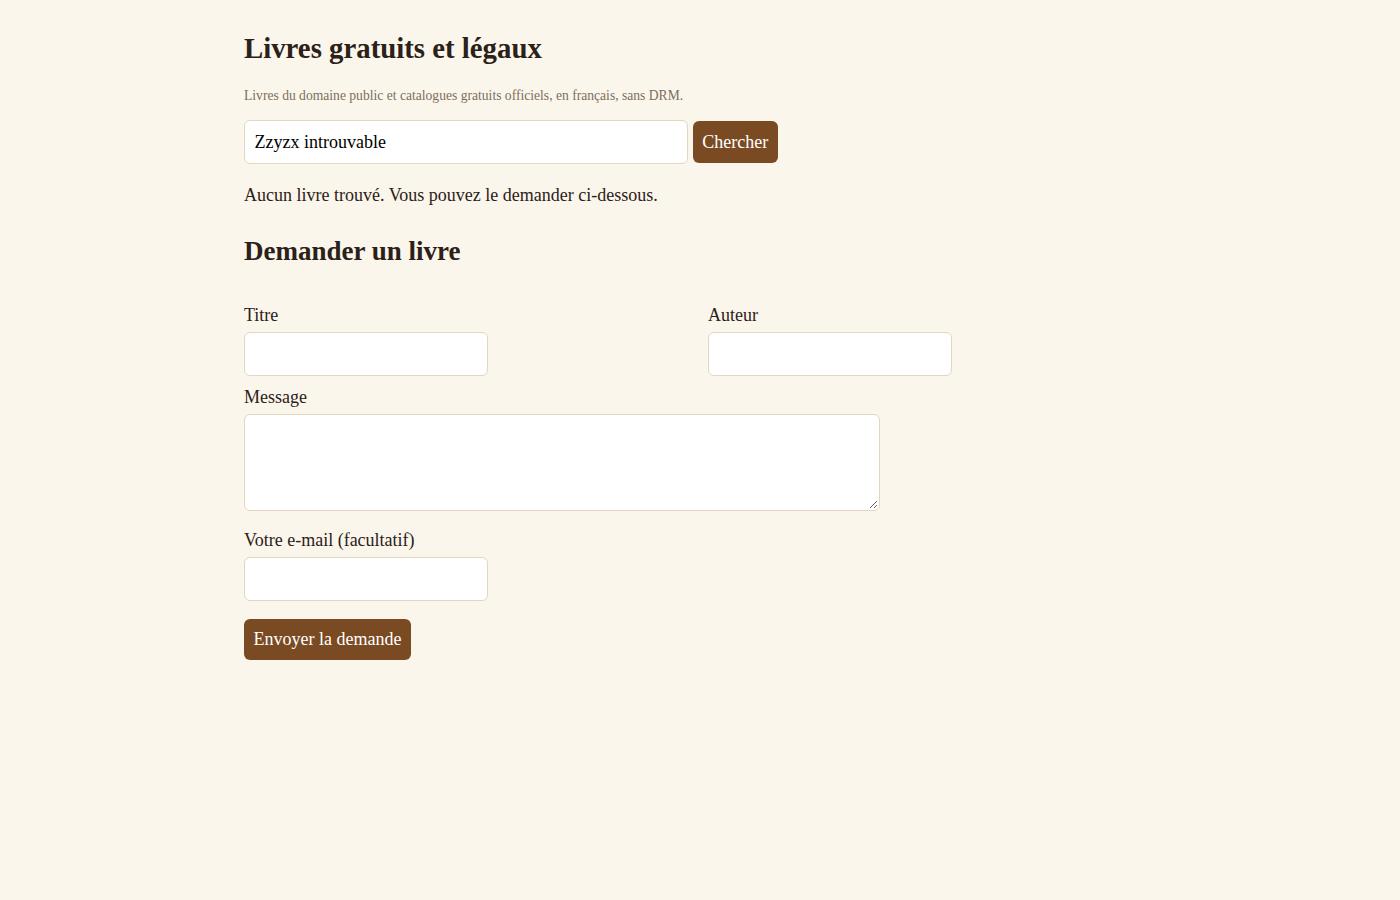 Livres gratuits et légaux
Livres du domaine public et catalogues gratuits officiels, en français, sans DRM.
Zzyzx introuvable
Chercher
Aucun livre trouvé. Vous pouvez le demander ci-dessous.
Demander un livre
Titre
Auteur
Message
Votre e-mail (facultatif)
Envoyer la demande